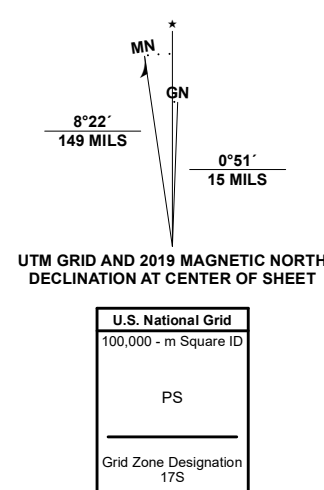 ★
MN
GN
8°22´
149 MILS
0°51´
15 MILS
UTM GRID AND 2019 MAGNETIC NORTH
DECLINATION AT CENTER OF SHEET
U.S. National Grid
100,000 - m Square ID
PS
Grid Zone Designation
17S